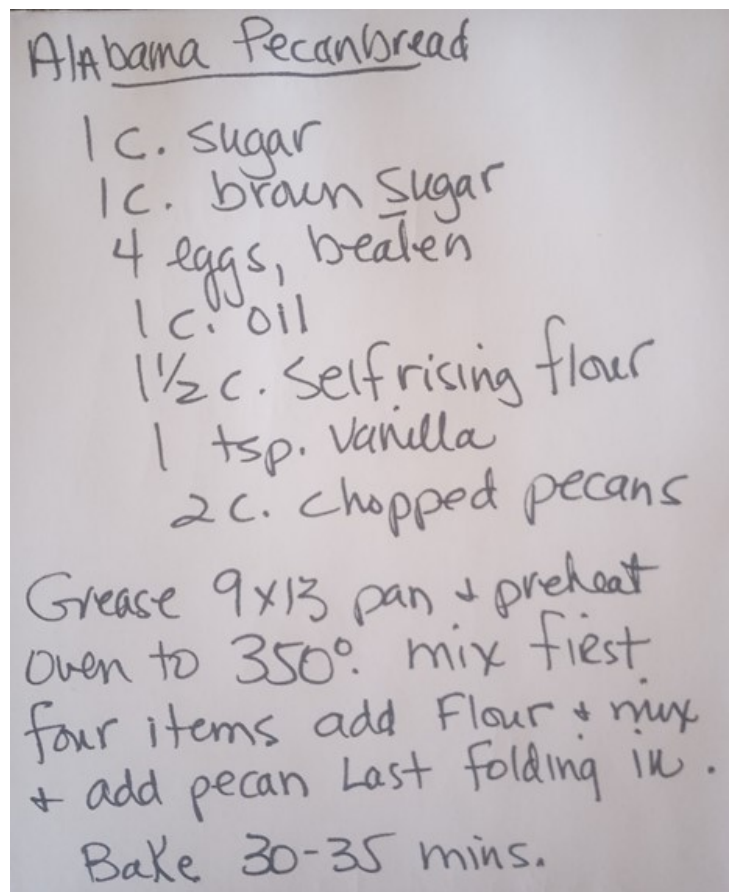 Alabama Pecanbread
1 c. sugar
1 c. brown sugar
4 eggs, beaten
1 c. oil
1½ c. Selfrising flour
1 tsp. vanilla
2 c. chopped pecans
Grease 9x13 pan & preheat
oven to 350°. mix fiest
four items add Flour & mix
& add pecan Last folding in.
Bake 30-35 mins.